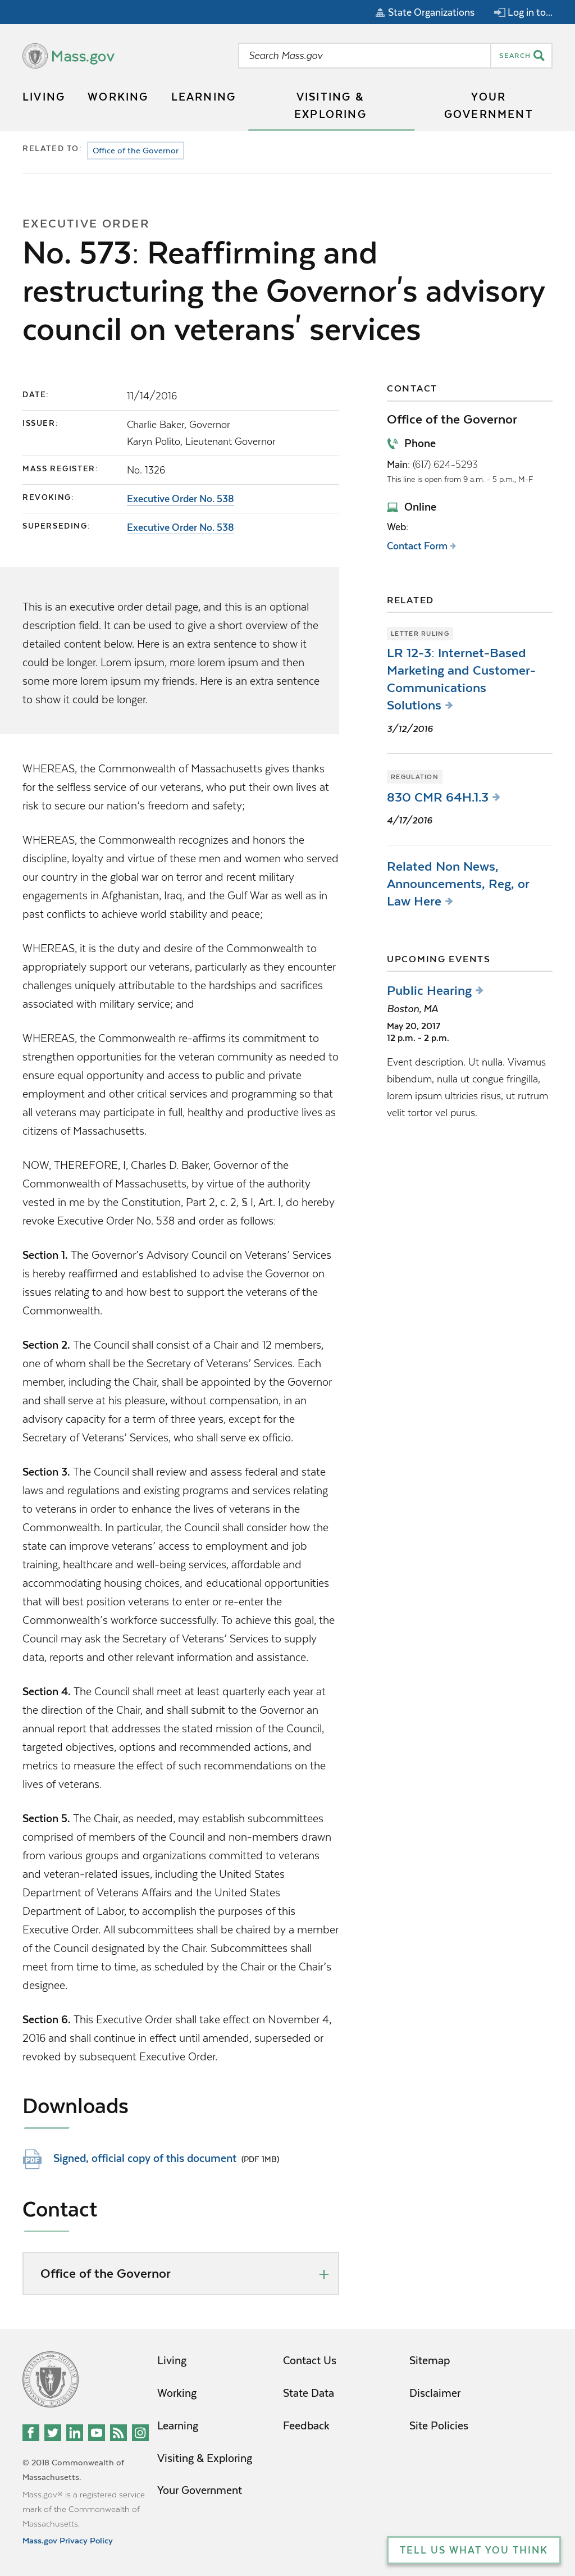 State Organizations
Log in to...
Mass.gov
Search Mass.gov
SEARCH
LIVING
WORKING
LEARNING
VISITING &
EXPLORING
YOUR
GOVERNMENT
RELATED TO:
Office of the Governor
EXECUTIVE ORDER
No. 573: Reaffirming and
restructuring the Governor's advisory
council on veterans' services
DATE:
11/14/2016
ISSUER:
Charlie Baker, Governor
Karyn Polito, Lieutenant Governor
MASS REGISTER:
No. 1326
REVOKING:
Executive Order No. 538
SUPERSEDING:
Executive Order No. 538
This is an executive order detail page, and this is an optional
description field. It can be used to give a short overview of the
detailed content below. Here is an extra sentence to show it
could be longer. Lorem ipsum, more lorem ipsum and then
some more lorem ipsum my friends. Here is an extra sentence
to show it could be longer.
WHEREAS, the Commonwealth of Massachusetts gives thanks
for the selfless service of our veterans, who put their own lives at
risk to secure our nation's freedom and safety;
WHEREAS, the Commonwealth recognizes and honors the
discipline, loyalty and virtue of these men and women who served
our country in the global war on terror and recent military
engagements in Afghanistan, Iraq, and the Gulf War as well as in
past conflicts to achieve world stability and peace;
WHEREAS, it is the duty and desire of the Commonwealth to
appropriately support our veterans, particularly as they encounter
challenges uniquely attributable to the hardships and sacrifices
associated with military service; and
WHEREAS, the Commonwealth re-affirms its commitment to
strengthen opportunities for the veteran community as needed to
ensure equal opportunity and access to public and private
employment and other critical services and programming so that
all veterans may participate in full, healthy and productive lives as
citizens of Massachusetts.
NOW, THEREFORE, I, Charles D. Baker, Governor of the
Commonwealth of Massachusetts, by virtue of the authority
vested in me by the Constitution, Part 2, c. 2, § I, Art. I, do hereby
revoke Executive Order No. 538 and order as follows:
Section 1. The Governor's Advisory Council on Veterans' Services
is hereby reaffirmed and established to advise the Governor on
issues relating to and how best to support the veterans of the
Commonwealth.
Section 2. The Council shall consist of a Chair and 12 members,
one of whom shall be the Secretary of Veterans' Services. Each
member, including the Chair, shall be appointed by the Governor
and shall serve at his pleasure, without compensation, in an
advisory capacity for a term of three years, except for the
Secretary of Veterans' Services, who shall serve ex officio.
Section 3. The Council shall review and assess federal and state
laws and regulations and existing programs and services relating
to veterans in order to enhance the lives of veterans in the
Commonwealth. In particular, the Council shall consider how the
state can improve veterans' access to employment and job
training, healthcare and well-being services, affordable and
accommodating housing choices, and educational opportunities
that will best position veterans to enter or re-enter the
Commonwealth's workforce successfully. To achieve this goal, the
Council may ask the Secretary of Veterans' Services to supply
data, reports and other relevant information and assistance.
Section 4. The Council shall meet at least quarterly each year at
the direction of the Chair, and shall submit to the Governor an
annual report that addresses the stated mission of the Council,
targeted objectives, options and recommended actions, and
metrics to measure the effect of such recommendations on the
lives of veterans.
Section 5. The Chair, as needed, may establish subcommittees
comprised of members of the Council and non-members drawn
from various groups and organizations committed to veterans
and veteran-related issues, including the United States
Department of Veterans Affairs and the United States
Department of Labor, to accomplish the purposes of this
Executive Order. All subcommittees shall be chaired by a member
of the Council designated by the Chair. Subcommittees shall
meet from time to time, as scheduled by the Chair or the Chair's
designee.
Section 6. This Executive Order shall take effect on November 4,
2016 and shall continue in effect until amended, superseded or
revoked by subsequent Executive Order.
Downloads
PDF
Signed, official copy of this document (PDF 1MB)
Contact
Office of the Governor
CONTACT
Office of the Governor
Phone
Main: (617) 624-5293
This line is open from 9 a.m. - 5 p.m., M-F
Online
Web:
Contact Form
RELATED
LETTER RULING
LR 12-3: Internet-Based
Marketing and Customer-
Communications
Solutions
3/12/2016
REGULATION
830 CMR 64H.1.3
4/17/2016
Related Non News,
Announcements, Reg, or
Law Here
UPCOMING EVENTS
Public Hearing
Boston, MA
May 20, 2017
12 p.m. - 2 p.m.
Event description. Ut nulla. Vivamus
bibendum, nulla ut congue fringilla,
lorem ipsum ultricies risus, ut rutrum
velit tortor vel purus.
© 2018 Commonwealth of
Massachusetts.
Mass.gov® is a registered service
mark of the Commonwealth of
Massachusetts.
Mass.gov Privacy Policy
Living
Working
Learning
Visiting & Exploring
Your Government
Contact Us
State Data
Feedback
Sitemap
Disclaimer
Site Policies
TELL US WHAT YOU THINK